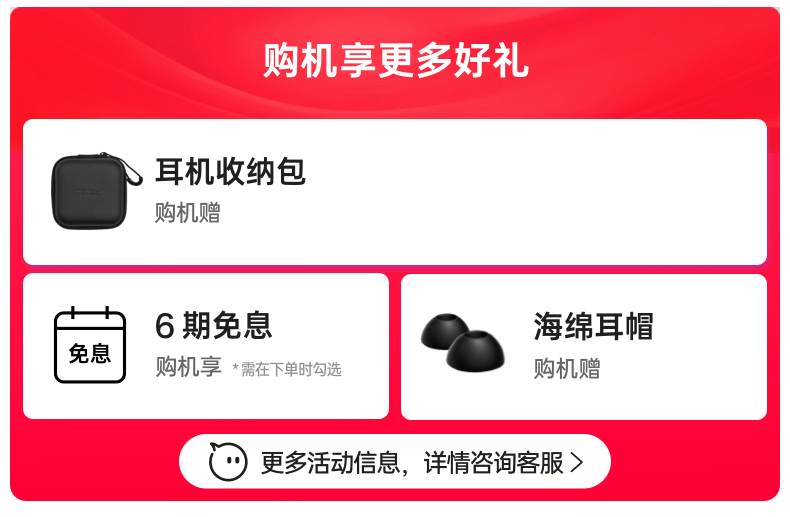 购机享更多好礼
耳机收纳包
购机赠
免息
6期免息
购机享 *需在下单时勾选
海绵耳帽
购机赠
更多活动信息，详情咨询客服 >